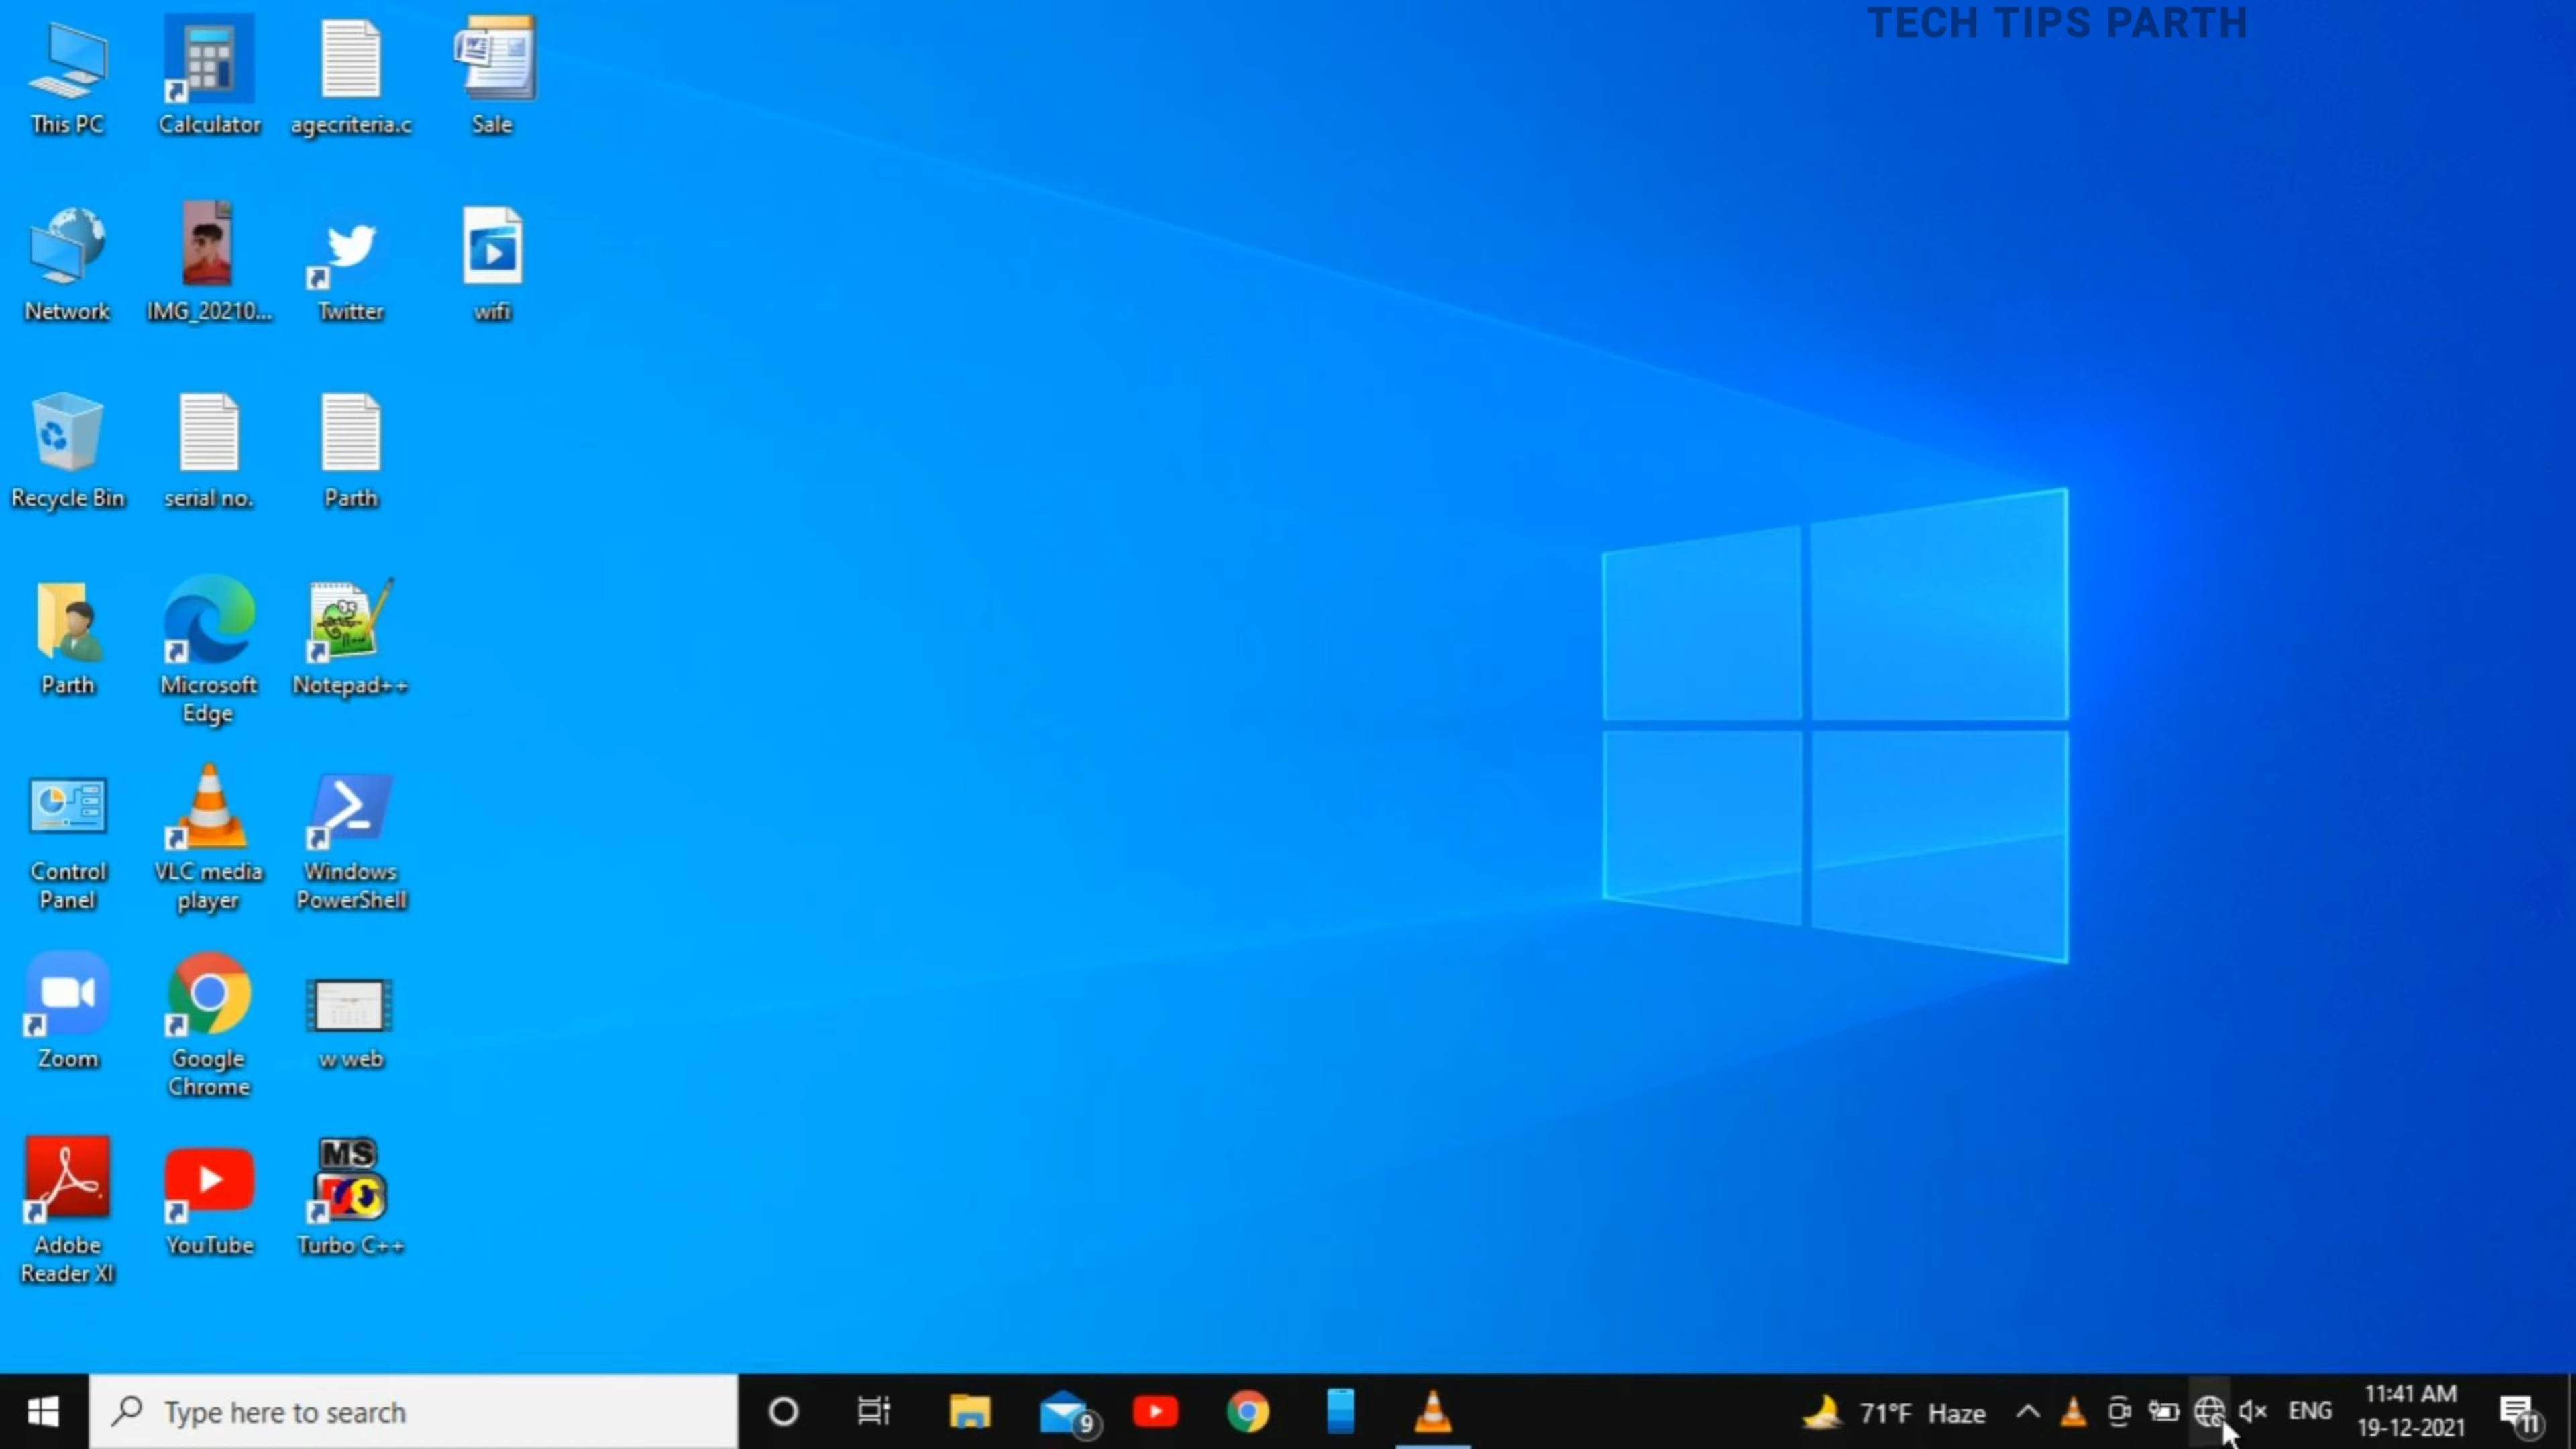 TECH TIPS PARTH
This PC
Calculator
agecriteria.c
Sale
Network
IMG_20210...
Twitter
wifi
Recycle Bin
serial no.
Parth
Parth
Microsoft
Edge
Notepad++
Control
Panel
VLC media
player
Windows
PowerShell
Zoom
Google
Chrome
w web
Adobe
Reader XI
YouTube
MS
Turbo C++
Type here to search
9
71°F Haze
ENG
11:41 AM
19-12-2021
11